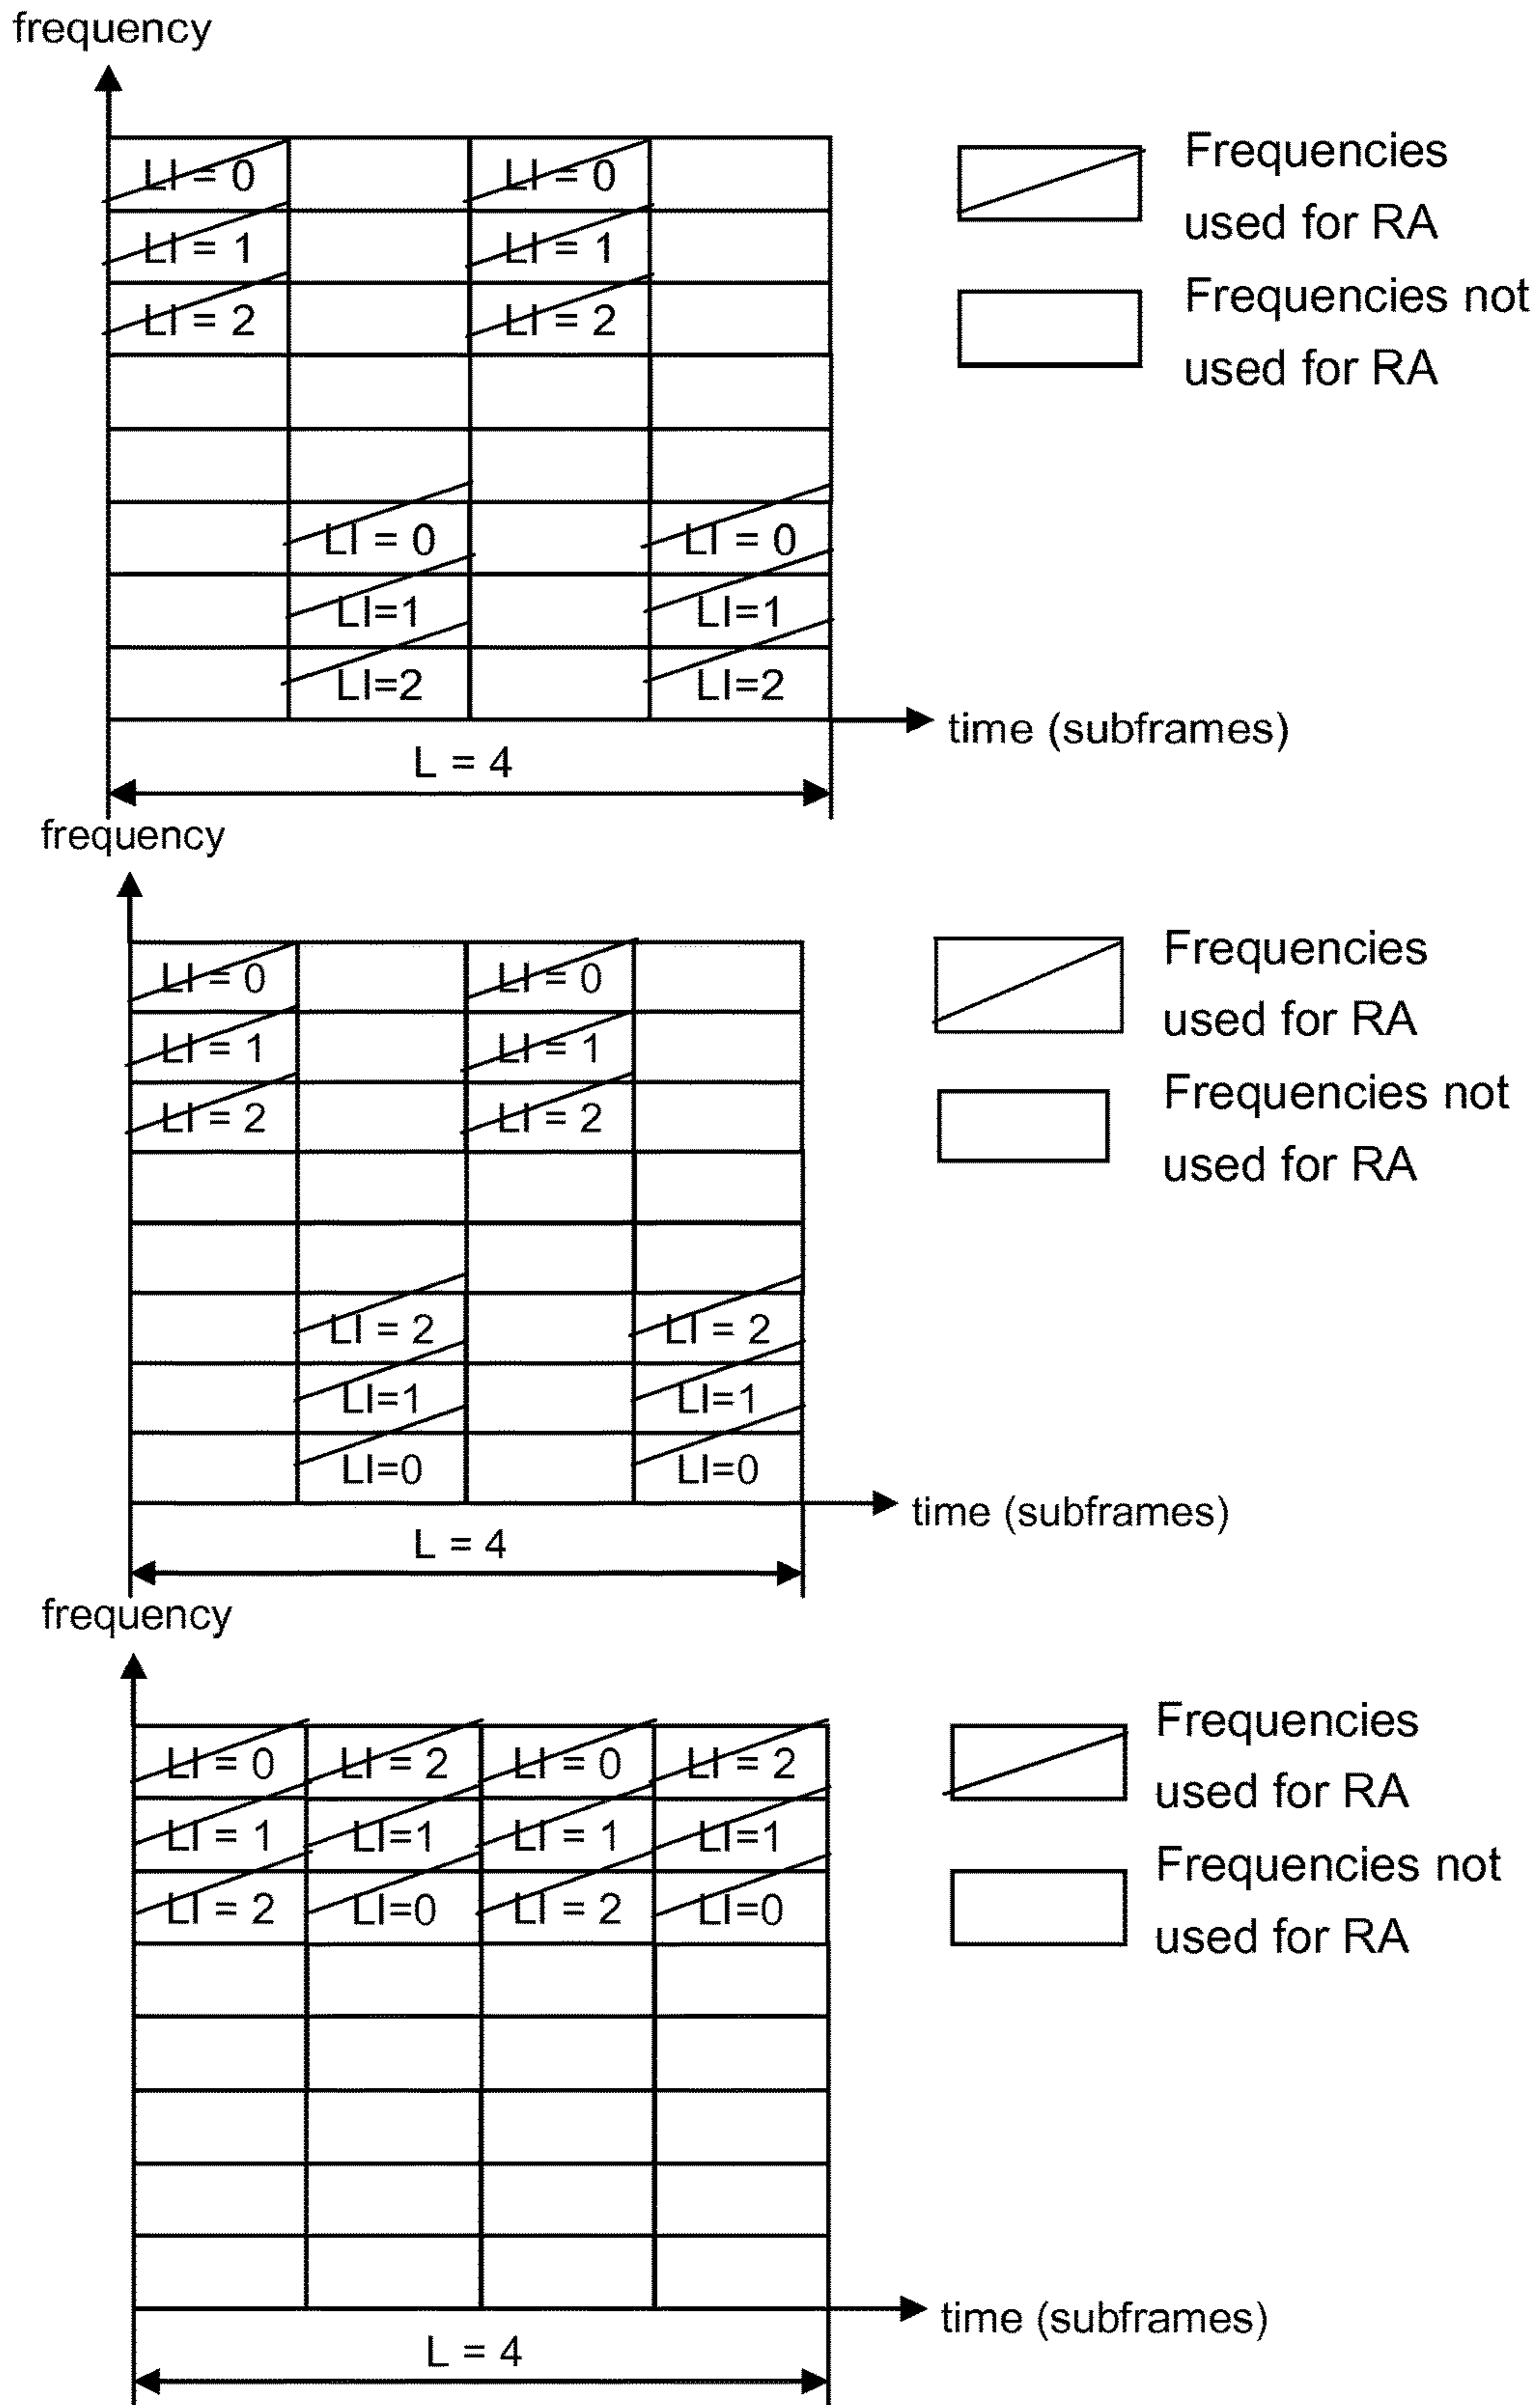 frequency
LI = 0
LI = 0
LI = 1
LI = 1
LI = 2
LI = 2
LI = 0
LI = 0
LI=1
LI=1
LI=2
LI=2
time (subframes)
L = 4
Frequencies
used for RA
Frequencies not
used for RA
frequency
LI = 0
LI = 0
LI = 1
LI = 1
LI = 2
LI = 2
LI = 2
LI = 2
LI=1
LI=1
LI=0
LI=0
time (subframes)
L = 4
Frequencies
used for RA
Frequencies not
used for RA
frequency
LI = 0
LI = 2
LI = 0
LI = 2
LI = 1
LI=1
LI = 1
LI=1
LI = 2
LI=0
LI = 2
LI=0
time (subframes)
L = 4
Frequencies
used for RA
Frequencies not
used for RA